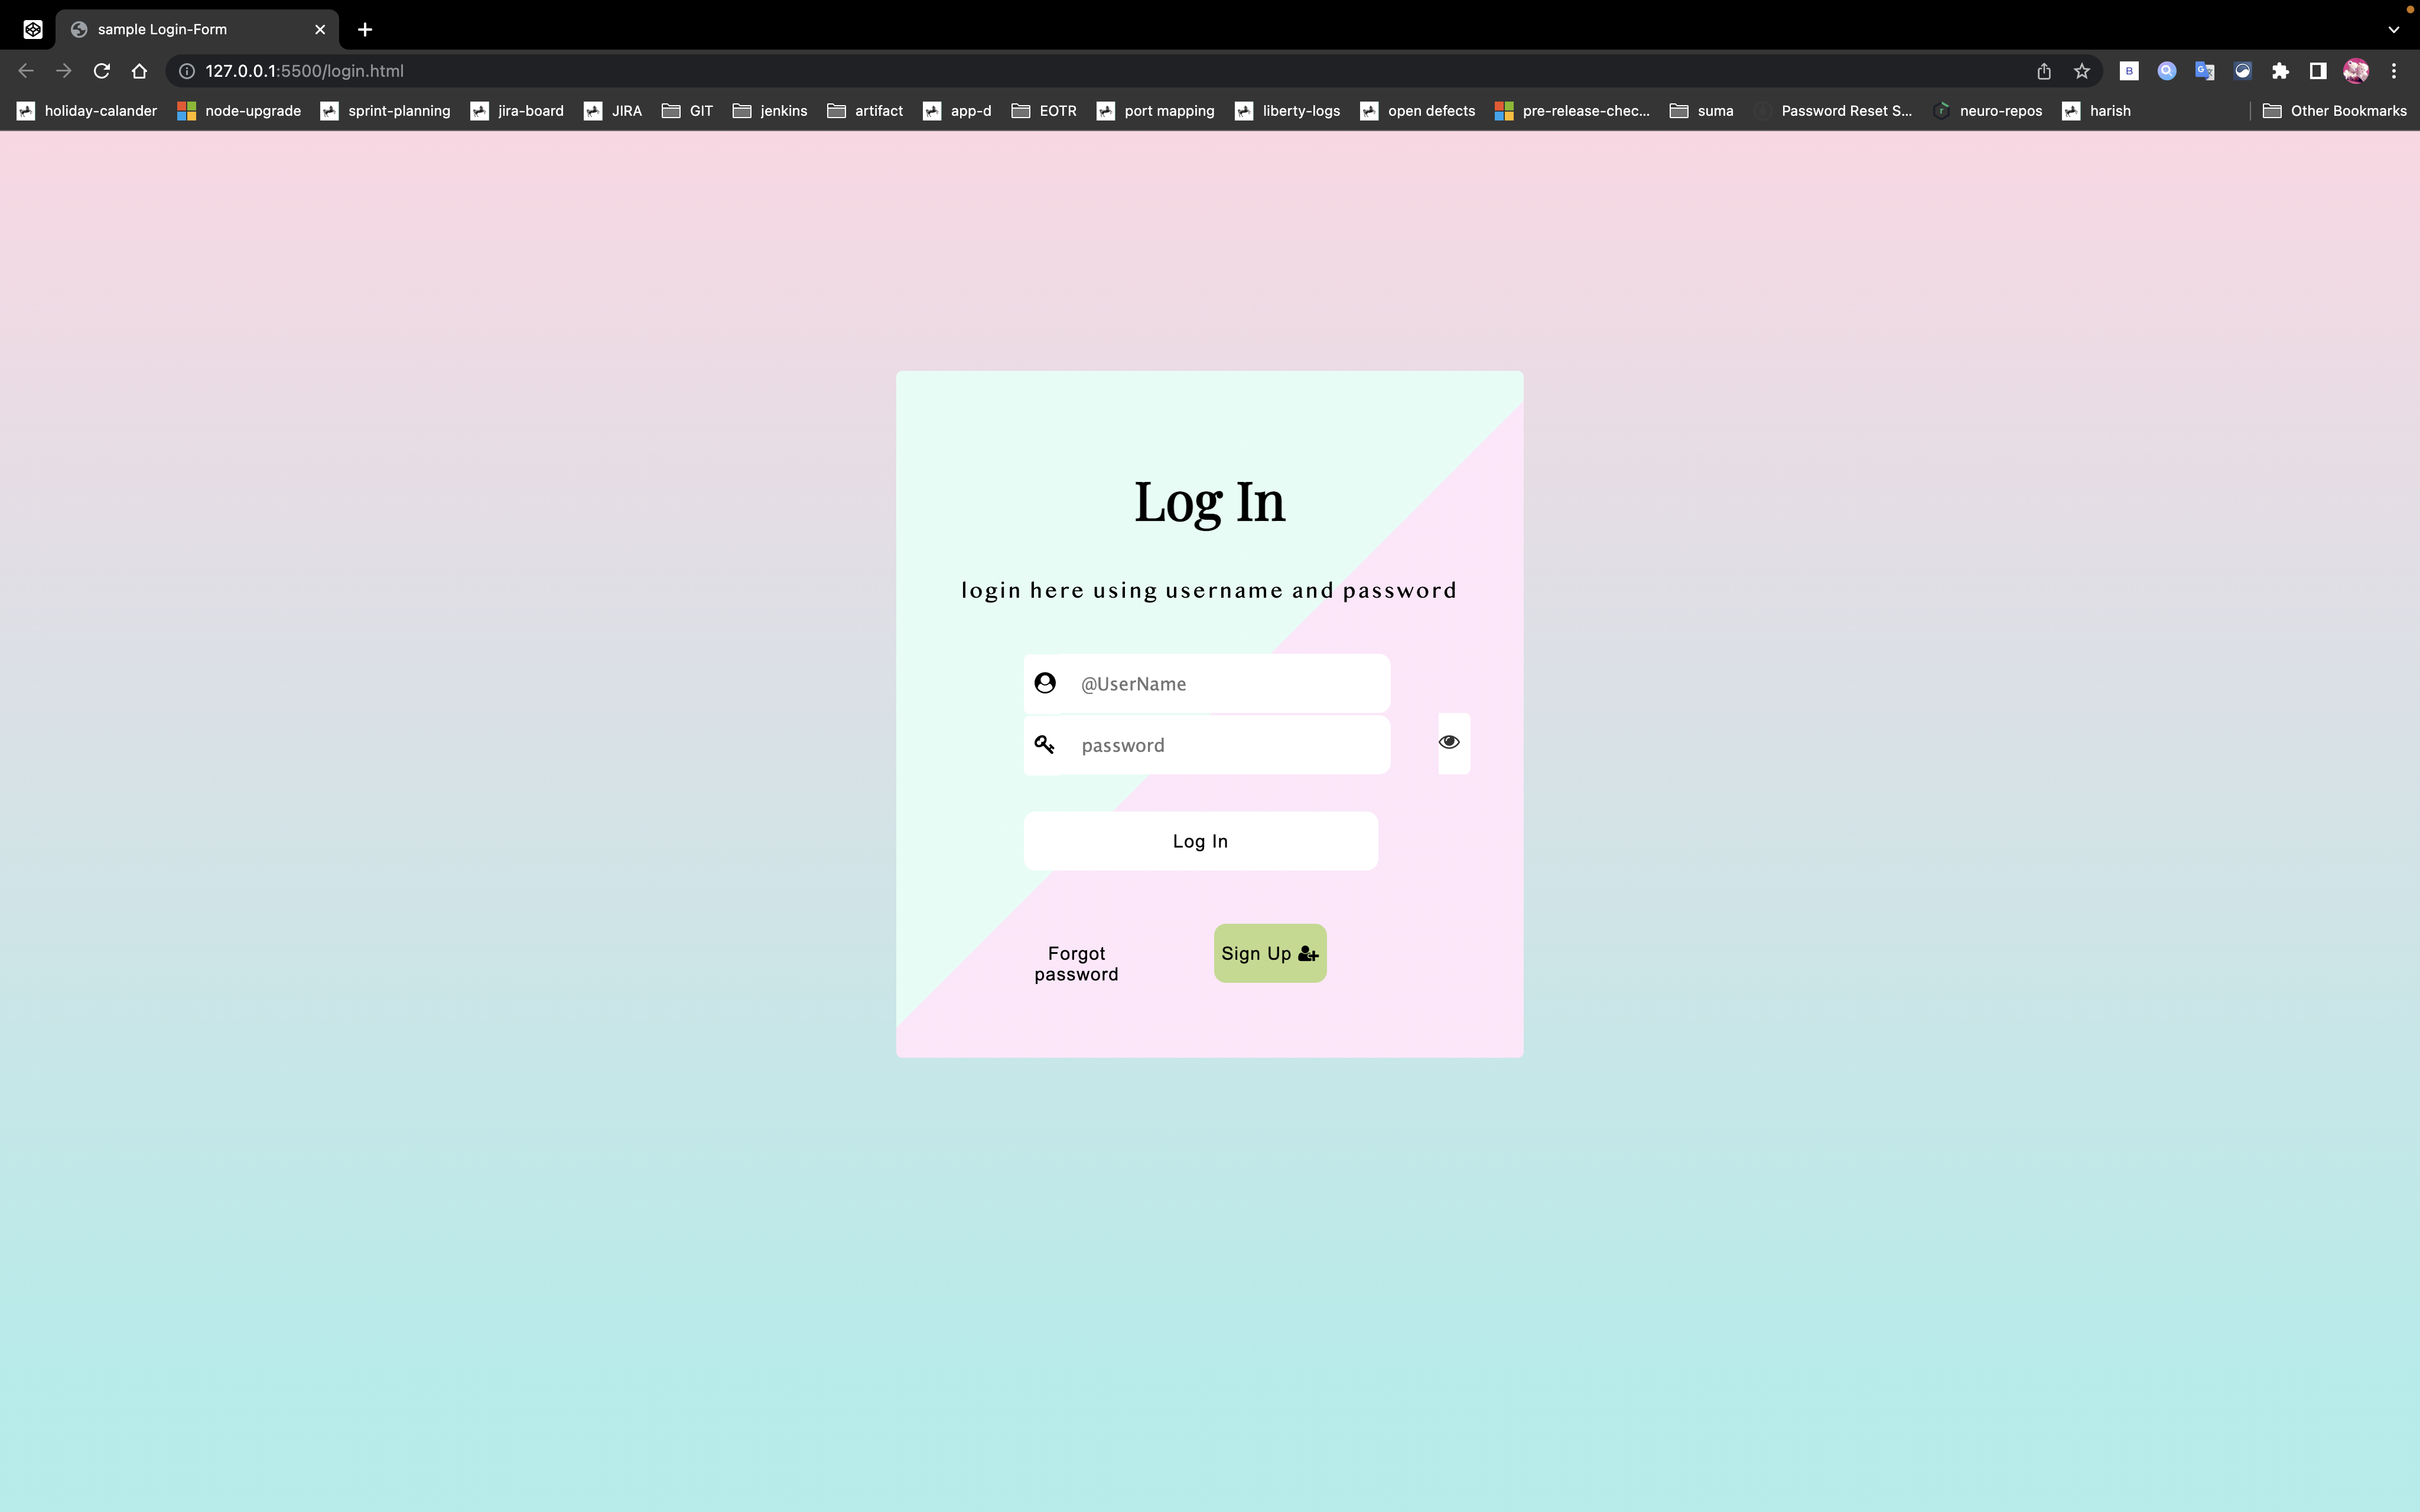 sample Login-Form
127.0.0.1:5500/login.html
B
G
holiday-calander node-upgrade sprint-planning jira-board JIRA GIT jenkins artifact app-d EOTR port mapping liberty-logs open defects pre-release-chec... suma Password Reset S... neuro-repos harish Other Bookmarks
Log In
login here using username and password
@UserName
password
Log In
Forgot
password
Sign Up